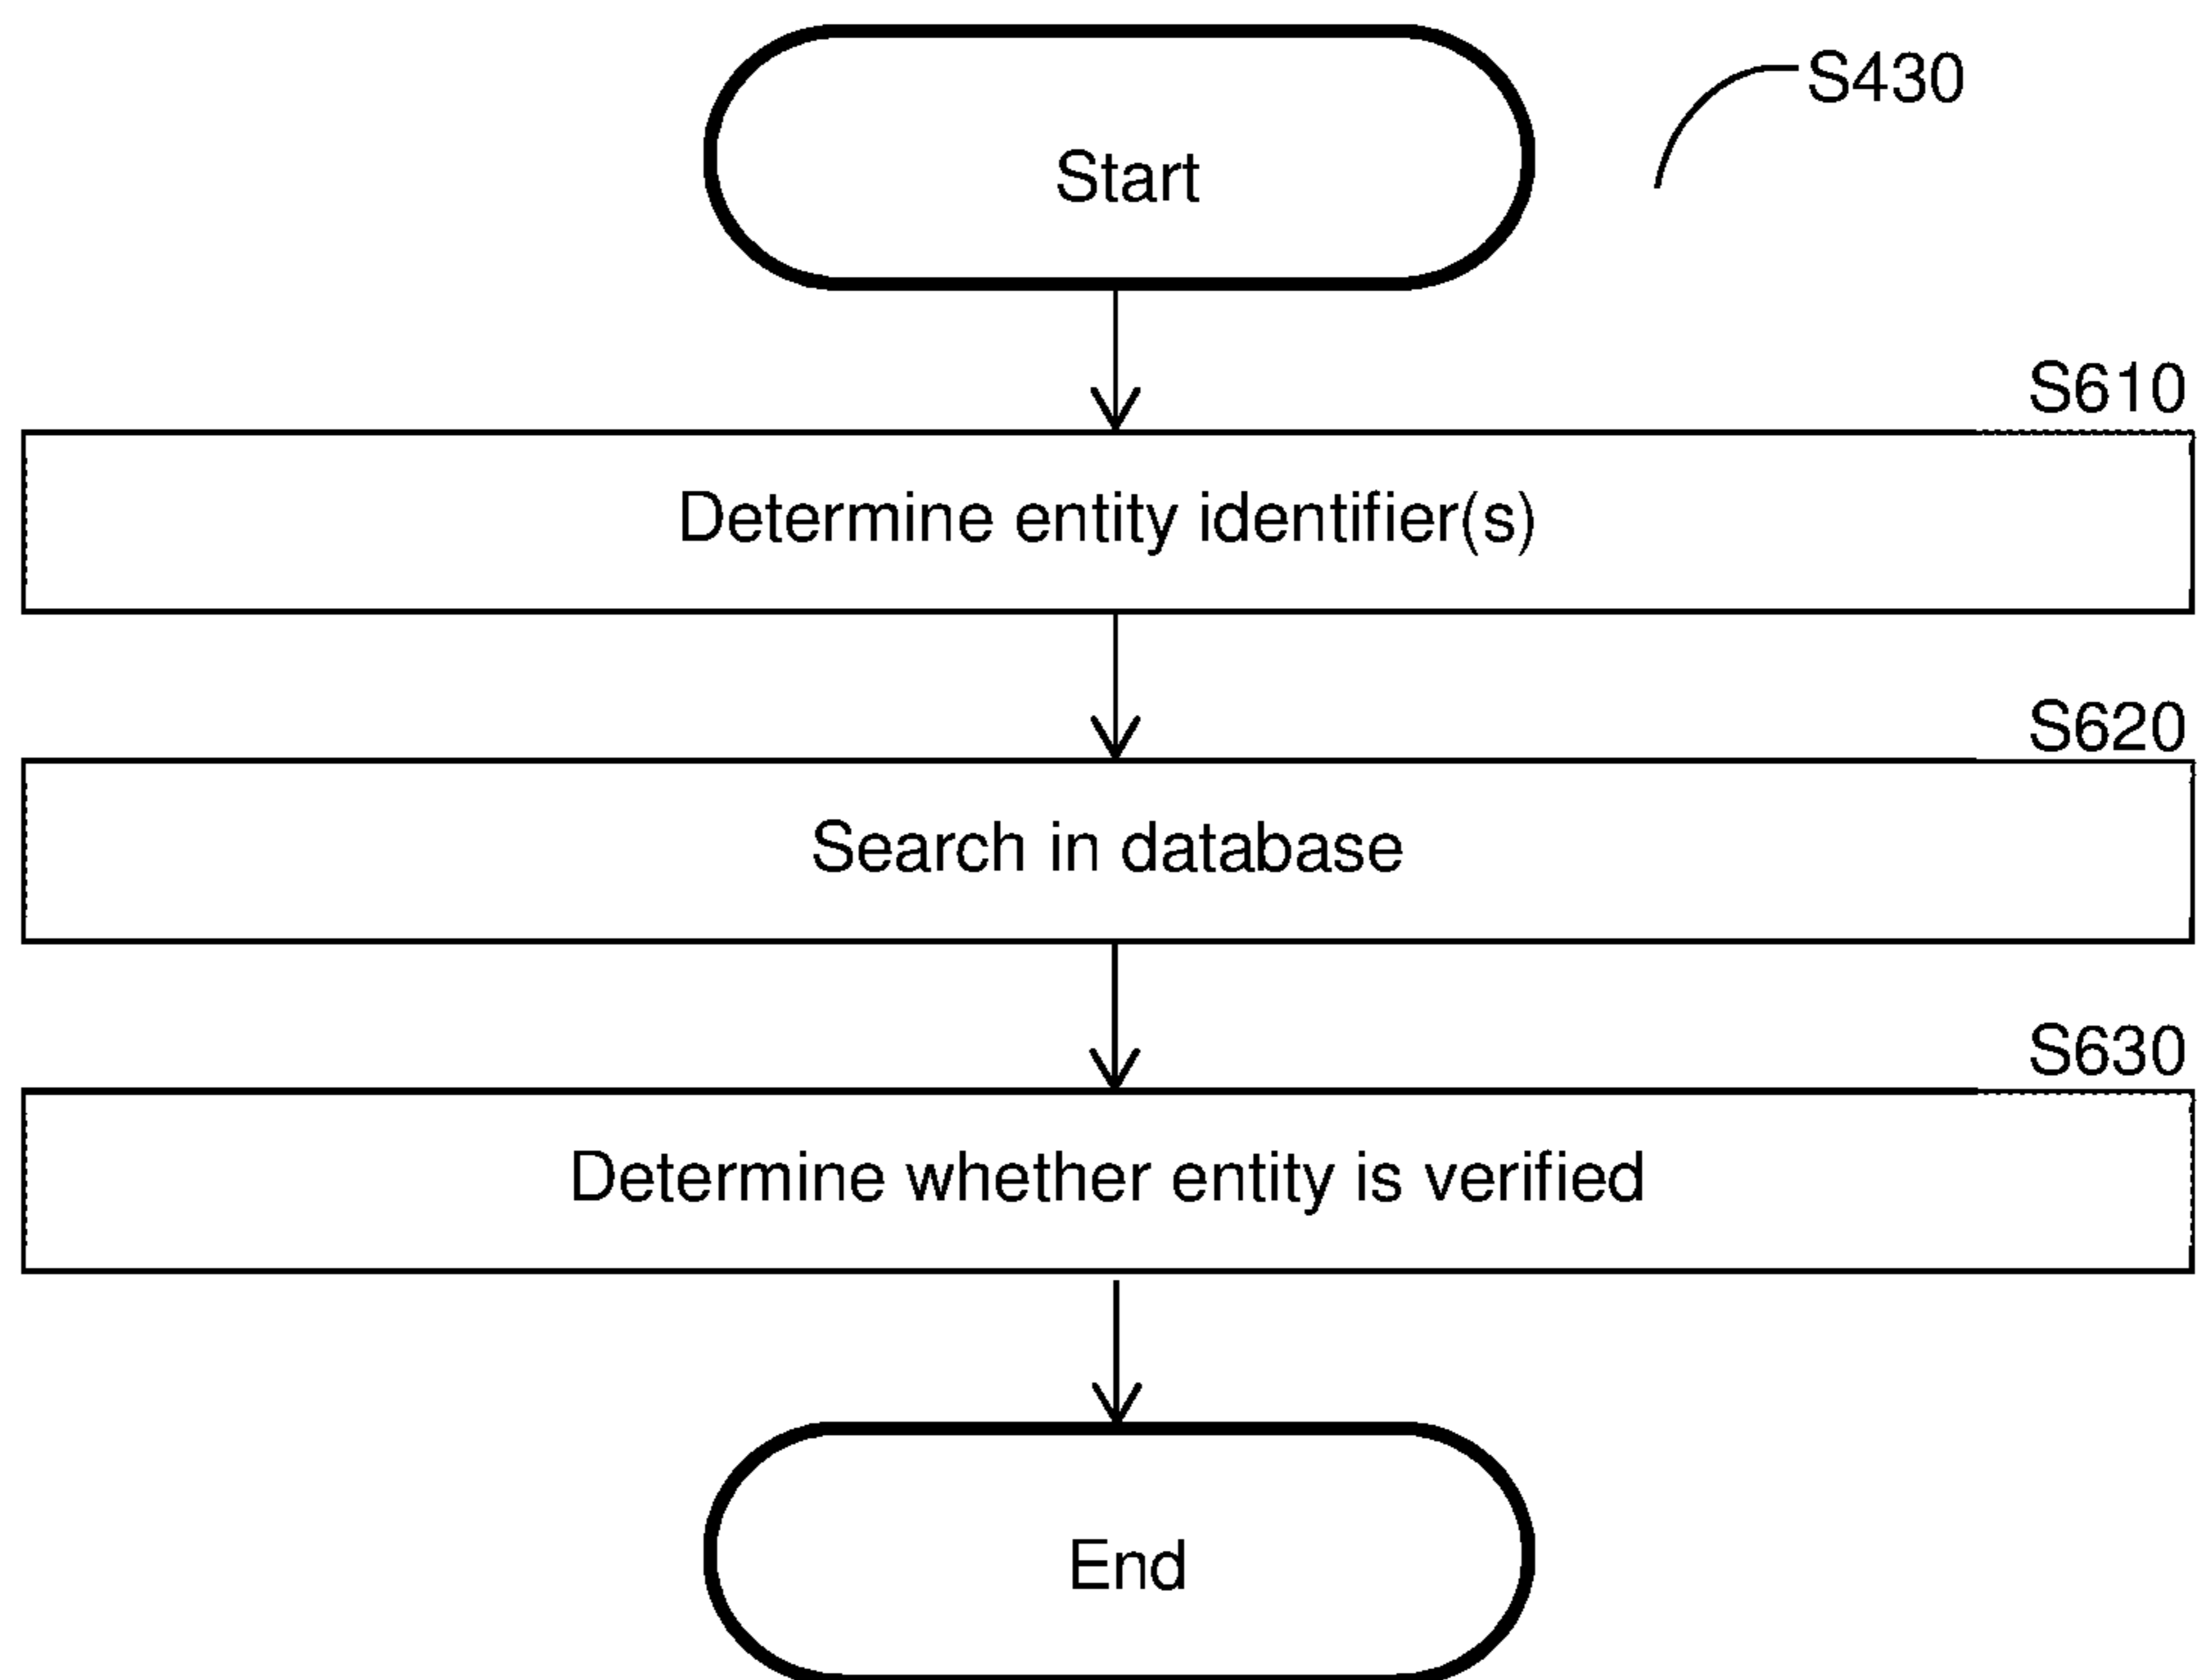 Start
S430
S610
Determine entity identifier(s)
S620
Search in database
S630
Determine whether entity is verified
End